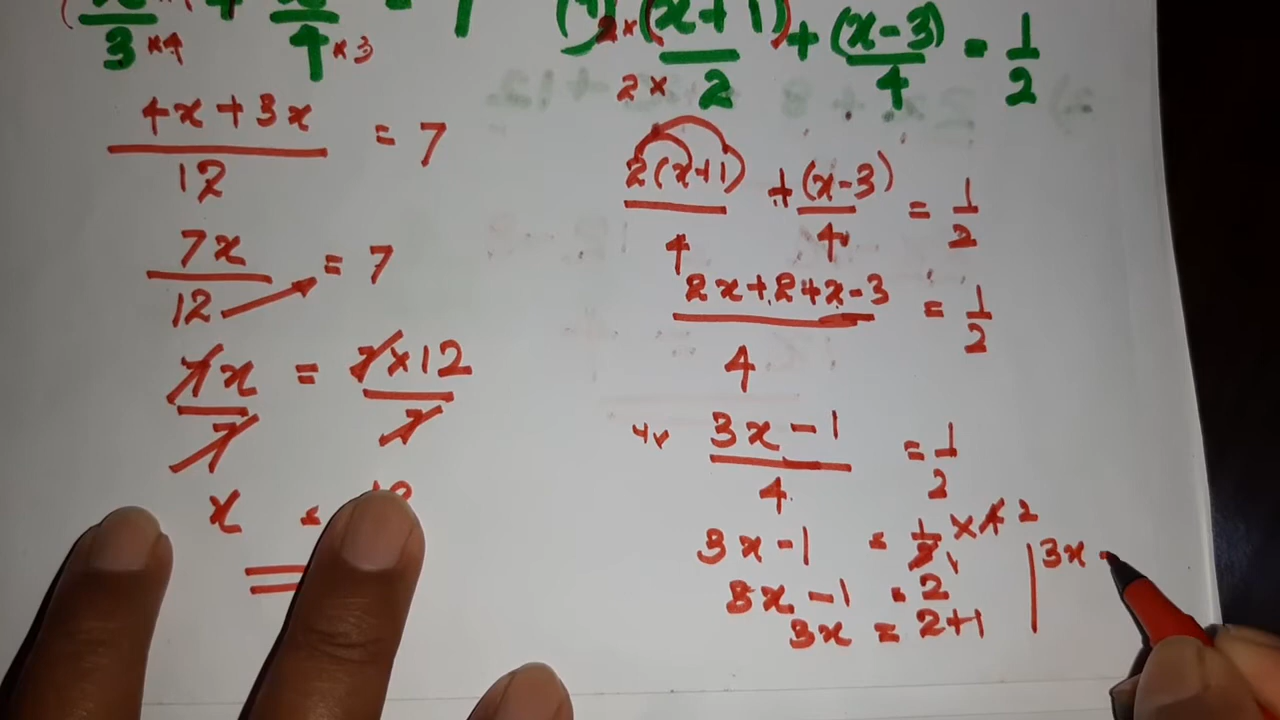 x/3 ×4 + x/4 ×3 = 7
(4x + 3x)/12 = 7
7x/12 = 7
7x/7 = (7×12)/7
x =
2×(x+1)/2× 2 + (x-3)/4 = 1/2
2(x+1)/4 + (x-3)/4 = 1/2
(2x+2+x-3)/4 = 1/2
4× (3x-1)/4 = 1/2
3x-1 = 1/2 × 4 2
3x-1 = 2
3x = 2+1
3x